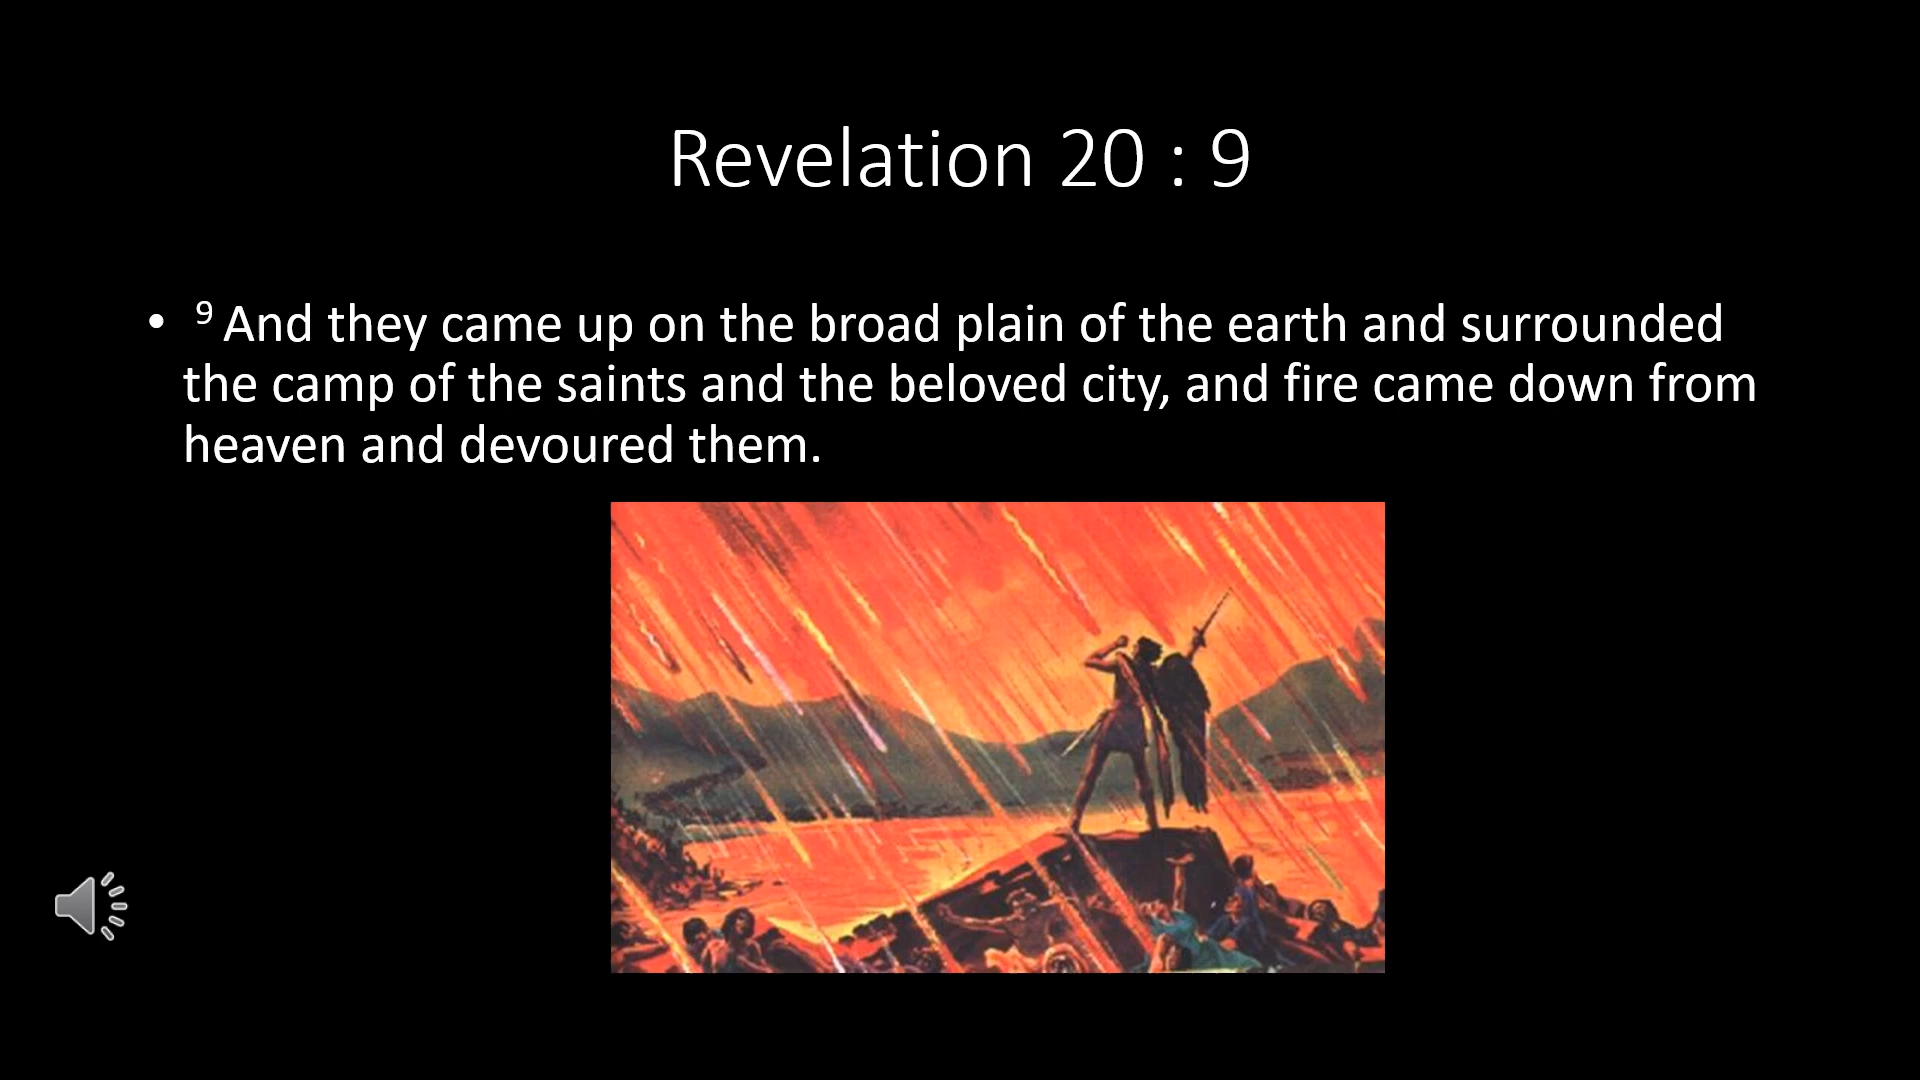 Revelation 20 : 9
• ⁹ And they came up on the broad plain of the earth and surrounded
the camp of the saints and the beloved city, and fire came down from
heaven and devoured them.